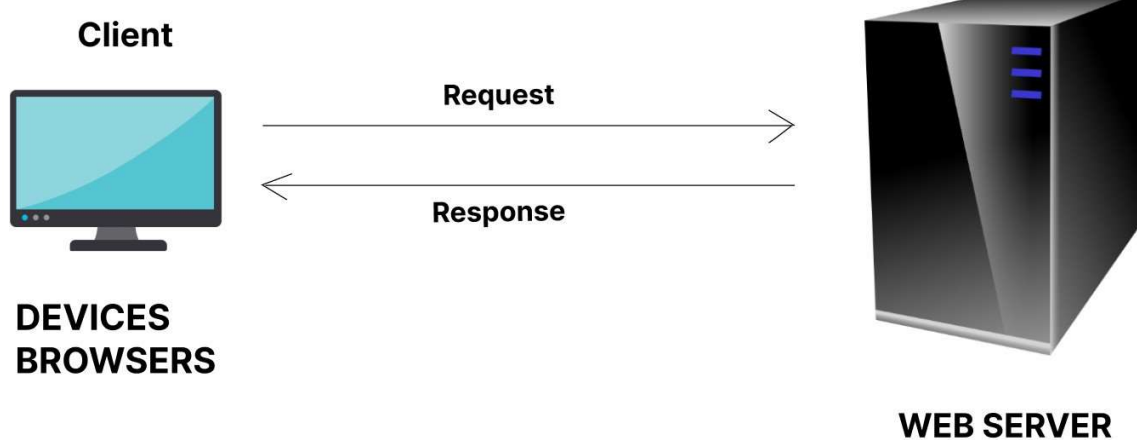 Client
Request
Response
DEVICES
BROWSERS
WEB SERVER